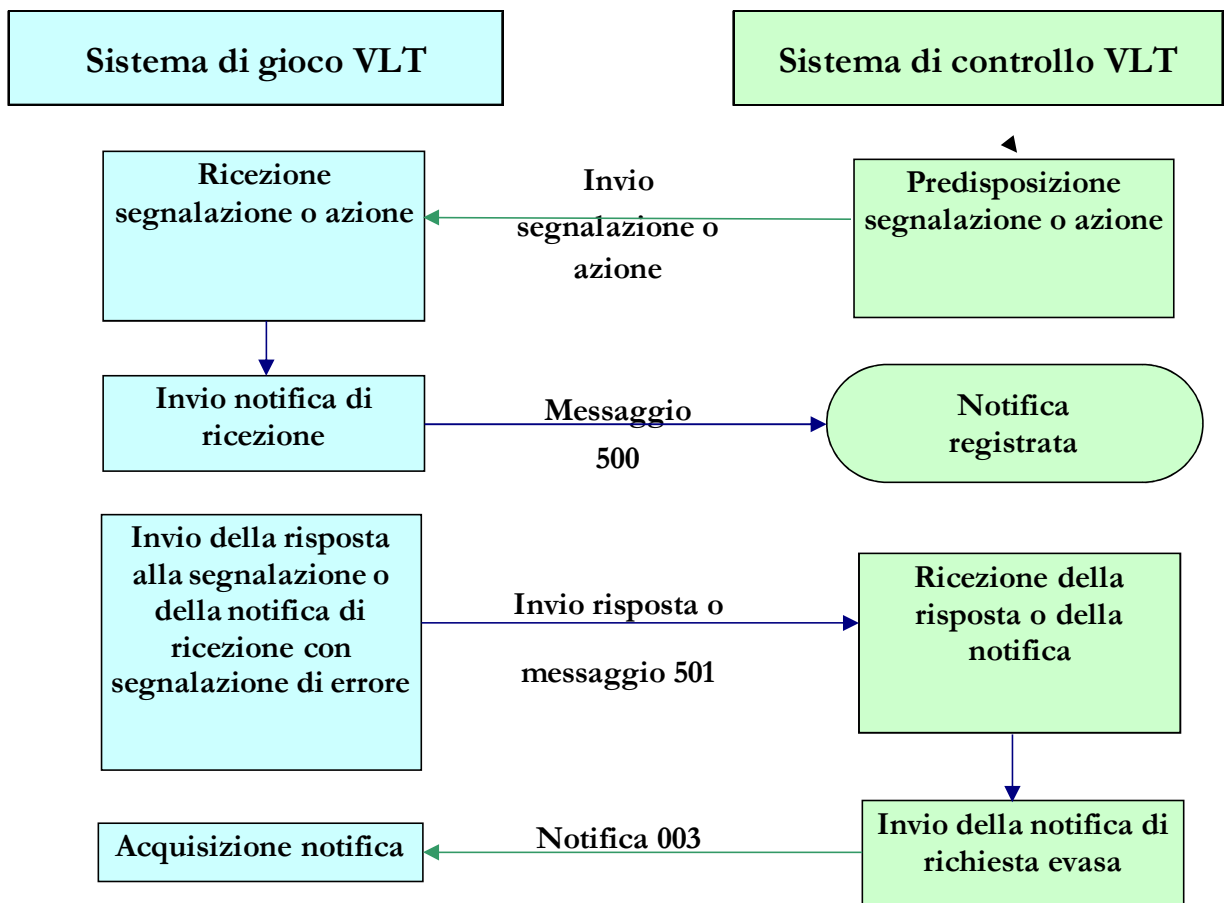 Sistema di gioco VLT
Sistema di controllo VLT
Ricezione
segnalazione o azione
Invio
segnalazione o
azione
Predisposizione
segnalazione o azione
Invio notifica di
ricezione
Messaggio
500
Notifica
registrata
Invio della risposta
alla segnalazione o
della notifica di
ricezione con
segnalazione di errore
Invio risposta o
messaggio 501
Ricezione della
risposta o della
notifica
Acquisizione notifica
Notifica 003
Invio della notifica di
richiesta evasa